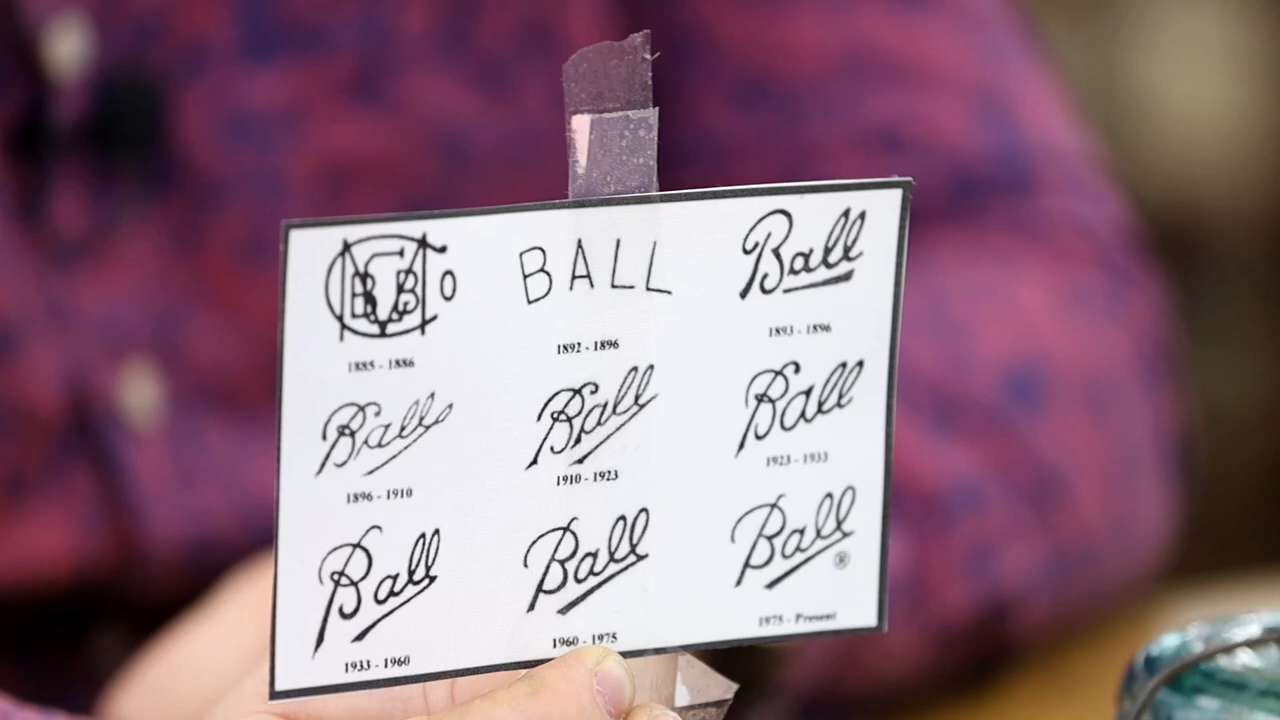 BBGMCo
1885 - 1886
BALL
1892 - 1896
Ball
1893 - 1896
Ball
1896 - 1910
Ball
1910 - 1923
Ball
1923 - 1933
Ball
1933 - 1960
Ball
1960 - 1975
Ball ®
1975 - Present